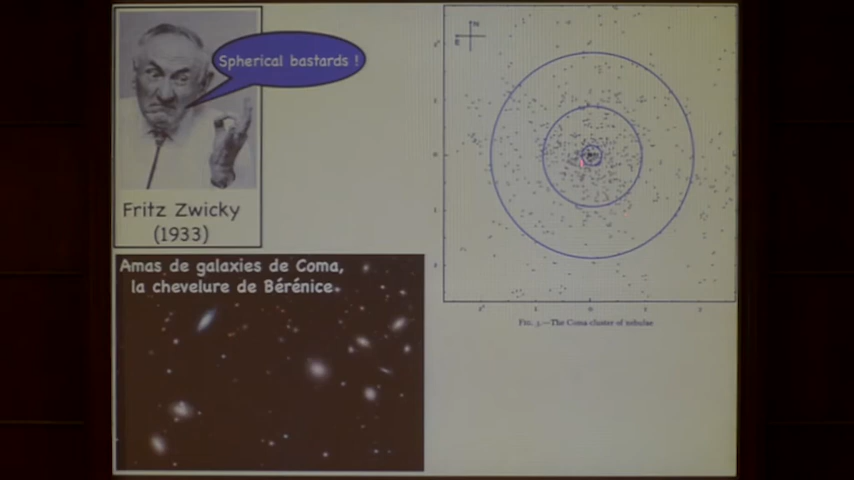 Spherical bastards !
Fritz Zwicky
(1933)
Amas de galaxies de Coma,
la chevelure de Bérénice.
N
E
FIG. 3.—The Coma cluster of nebulae